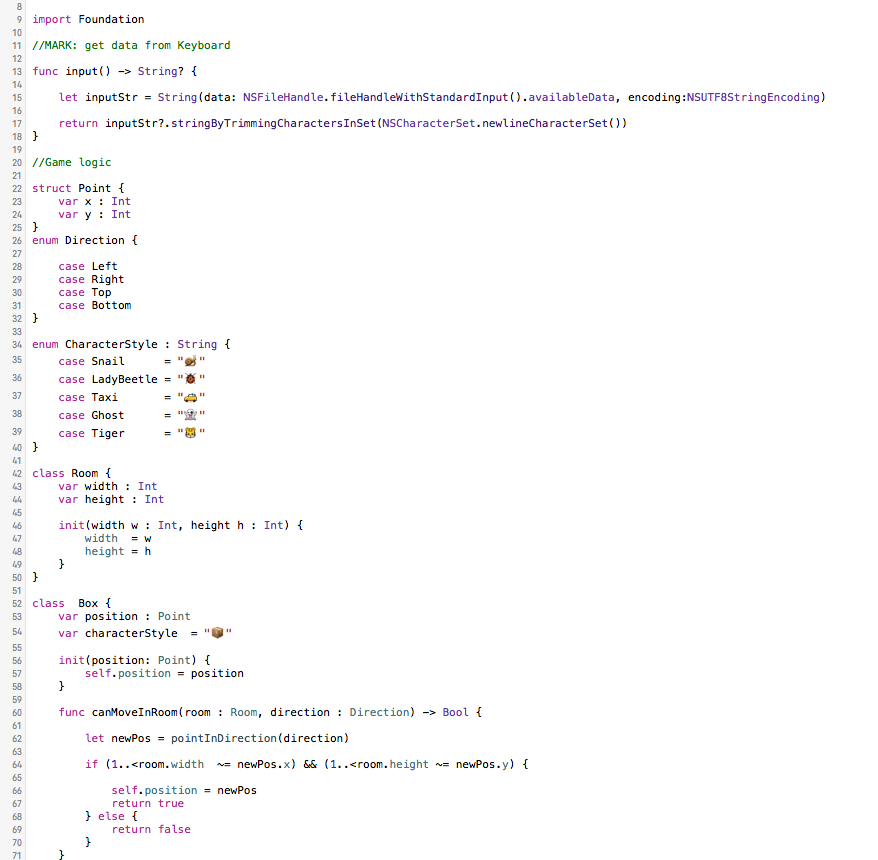 8
9 import Foundation
10
11 //MARK: get data from Keyboard
12
13 func input() -> String? {
14
15     let inputStr = String(data: NSFileHandle.fileHandleWithStandardInput().availableData, encoding:NSUTF8StringEncoding)
16
17     return inputStr?.stringByTrimmingCharactersInSet(NSCharacterSet.newlineCharacterSet())
18 }
19
20 //Game logic
21
22 struct Point {
23     var x : Int
24     var y : Int
25 }
26 enum Direction {
27
28     case Left
29     case Right
30     case Top
31     case Bottom
32 }
33
34 enum CharacterStyle : String {
35     case Snail      = "🐌"
36     case LadyBeetle = "🐞"
37     case Taxi       = "🚕"
38     case Ghost      = "👻"
39     case Tiger      = "🐯"
40 }
41
42 class Room {
43     var width : Int
44     var height : Int
45
46     init(width w : Int, height h : Int) {
47         width  = w
48         height = h
49     }
50 }
51
52 class  Box {
53     var position : Point
54     var characterStyle  = "📦"
55
56     init(position: Point) {
57         self.position = position
58     }
59
60     func canMoveInRoom(room : Room, direction : Direction) -> Bool {
61
62         let newPos = pointInDirection(direction)
63
64         if (1..<room.width  ~= newPos.x) && (1..<room.height ~= newPos.y) {
65
66             self.position = newPos
67             return true
68         } else {
69             return false
70         }
71     }